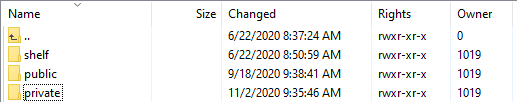 Name Size Changed Rights Owner
.. 6/22/2020 8:37:24 AM rwxr-xr-x 0
shelf 6/22/2020 8:50:59 AM rwxr-xr-x 1019
public 9/18/2020 9:38:41 AM rwxr-xr-x 1019
private 11/2/2020 9:35:46 AM rwxr-xr-x 1019